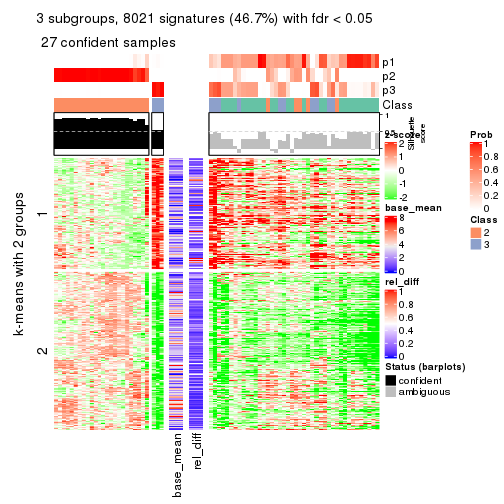 3 subgroups, 8021 signatures (46.7%) with fdr < 0.05
27 confident samples
p1
p2
p3
Class
1
0.5
Silhouette
score
z-score
2
1
0
-1
-2
Prob
1
0.8
0.6
0.4
0.2
0
base_mean
8
6
4
2
0
Class
2
3
rel_diff
1
0.8
0.6
0.4
0.2
0
Status (barplots)
confident
ambiguous
k-means with 2 groups
1
2
base_mean
rel_diff